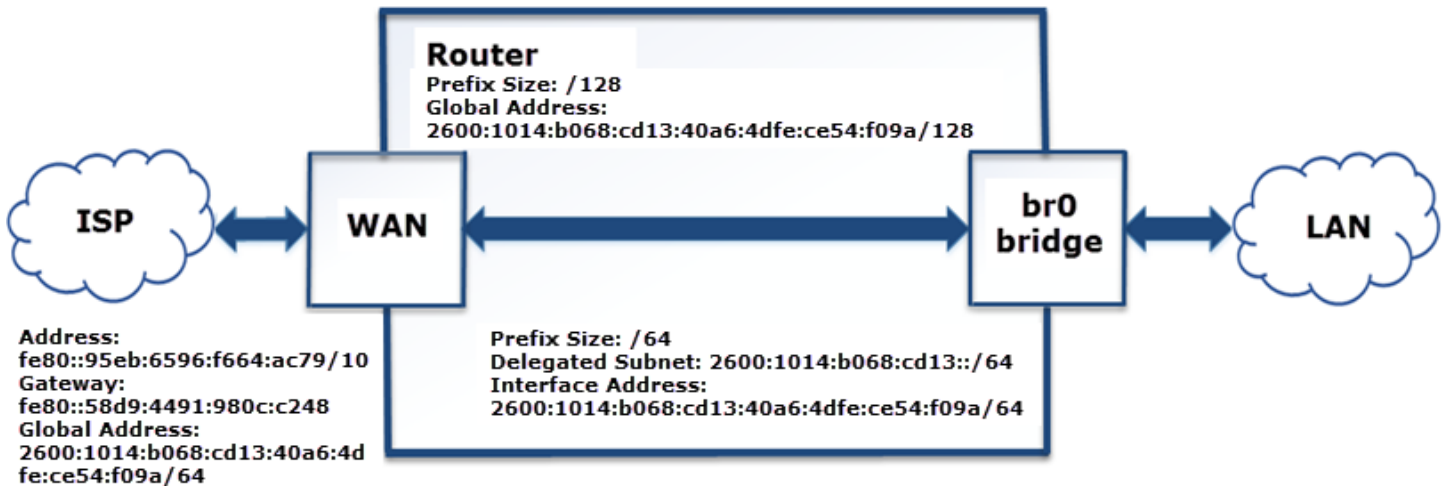 Router
Prefix Size: /128
Global Address:
2600:1014:b068:cd13:40a6:4dfe:ce54:f09a/128
ISP
WAN
br0
bridge
LAN
Address:
fe80::95eb:6596:f664:ac79/10
Gateway:
fe80::58d9:4491:980c:c248
Global Address:
2600:1014:b068:cd13:40a6:4d
fe:ce54:f09a/64
Prefix Size: /64
Delegated Subnet: 2600:1014:b068:cd13::/64
Interface Address:
2600:1014:b068:cd13:40a6:4dfe:ce54:f09a/64